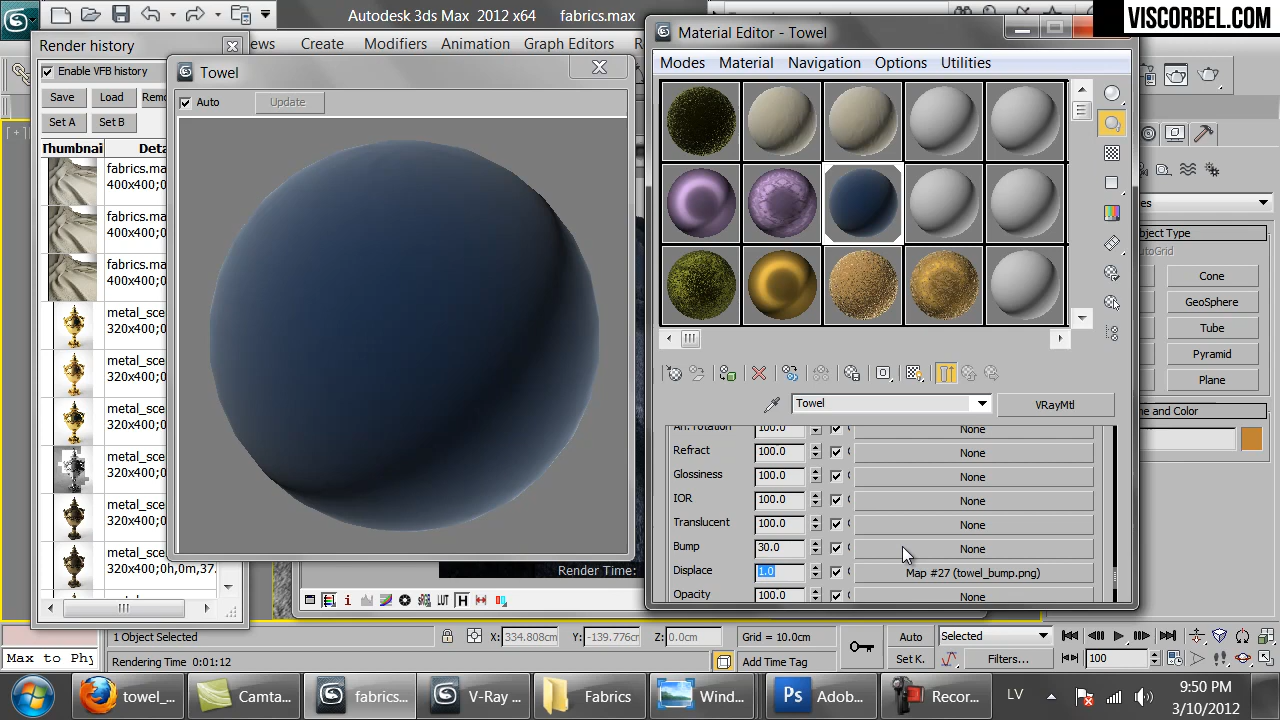 Autodesk 3ds Max 2012 x64 fabrics.max
VISCORBEL.COM
Create Modifiers Animation Graph Editors
Render history
Enable VFB history
Save Load
Set A Set B
fabrics.ma
400x400;0
fabrics.ma
400x400;0
fabrics.ma
400x400;0
metal_sce
320x400;0
metal_sce
320x400;0
metal_sce
320x400;0
metal_sce
320x400;0
metal_sce
320x400;0
metal_sce
320x400;0h,0m,37.
Towel
Auto Update
Render Time:
Material Editor - Towel
Modes Material Navigation Options Utilities
Towel VRayMtl
100.0 None
Refract 100.0 None
Glossiness 100.0 None
IOR 100.0 None
Translucent 100.0 None
Bump 30.0 None
Displace 1.0 Map #27 (towel_bump.png)
Opacity 100.0 None
Cone
GeoSphere
Tube
Pyramid
Plane
1 Object Selected X: 334.808cm Y: -139.776cm Z: 0.0cm Grid = 10.0cm Auto Selected
Max to Phy Rendering Time 0:01:12 Add Time Tag Set K. Filters... 100
towel_... Camta... fabrics... V-Ray ... Fabrics Wind... Adob... Recor... LV 9:50 PM
3/10/2012